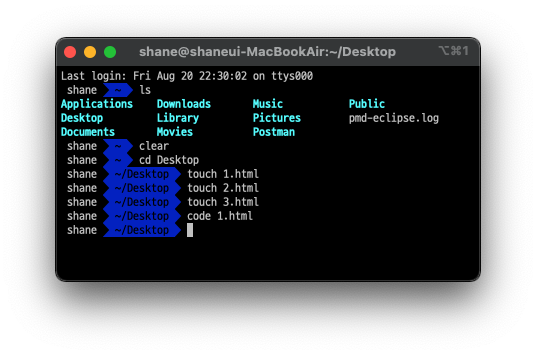 shane@shaneui-MacBookAir:~/Desktop ⌥⌘1
Last login: Fri Aug 20 22:30:02 on ttys000
shane ~ ls
Applications Downloads Music Public
Desktop Library Pictures pmd-eclipse.log
Documents Movies Postman
shane ~ clear
shane ~ cd Desktop
shane ~/Desktop touch 1.html
shane ~/Desktop touch 2.html
shane ~/Desktop touch 3.html
shane ~/Desktop code 1.html
shane ~/Desktop